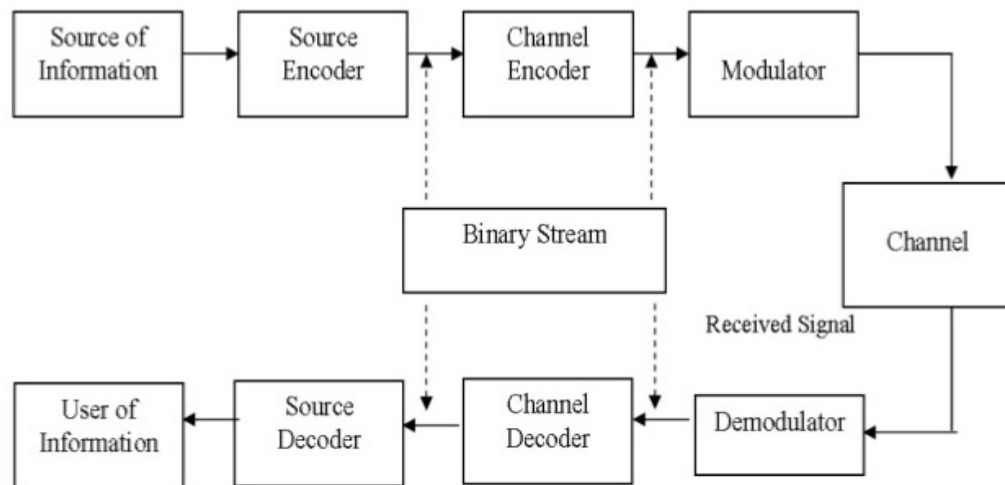 Source of
Information
Source
Encoder
Channel
Encoder
Modulator
Binary Stream
Channel
Received Signal
User of
Information
Source
Decoder
Channel
Decoder
Demodulator